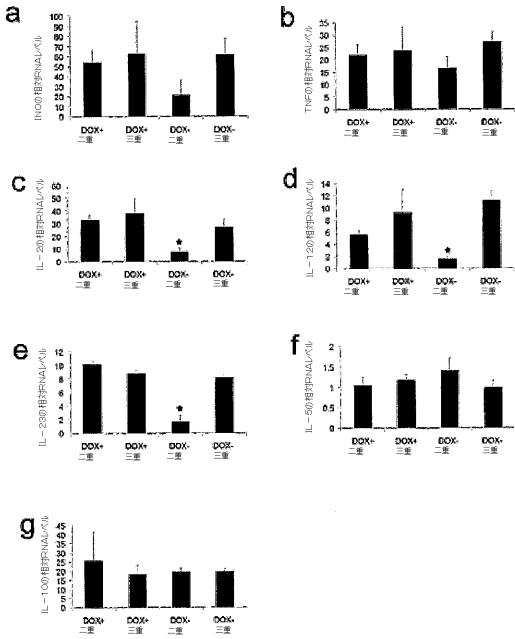 a
INOの相対RNAレベル
100
90
80
70
60
50
40
30
20
10
0
DOX+ DOX+ DOX- DOX-
二重 三重 二重 三重
b
TNFの相対RNAレベル
35
30
25
20
15
10
5
0
DOX+ DOX+ DOX- DOX-
二重 三重 二重 三重
c
IL-2の相対RNAレベル
60
50
40
30
20
10
0
★
DOX+ DOX+ DOX- DOX-
二重 三重 二重 三重
d
IL-12の相対RNAレベル
14
12
10
8
6
4
2
0
★
DOX+ DOX+ DOX- DOX-
二重 三重 二重 三重
e
IL-23の相対RNAレベル
12
10
8
6
4
2
0
★
DOX+ DOX+ DOX- DOX-
二重 三重 二重 三重
f
IL-5の相対RNAレベル
2
1.5
1
0.5
0
DOX+ DOX+ DOX- DOX-
二重 三重 二重 三重
g
IL-10の相対RNAレベル
45
40
35
30
25
20
15
10
5
0
DOX+ DOX+ DOX- DOX+
二重 三重 二重 三重